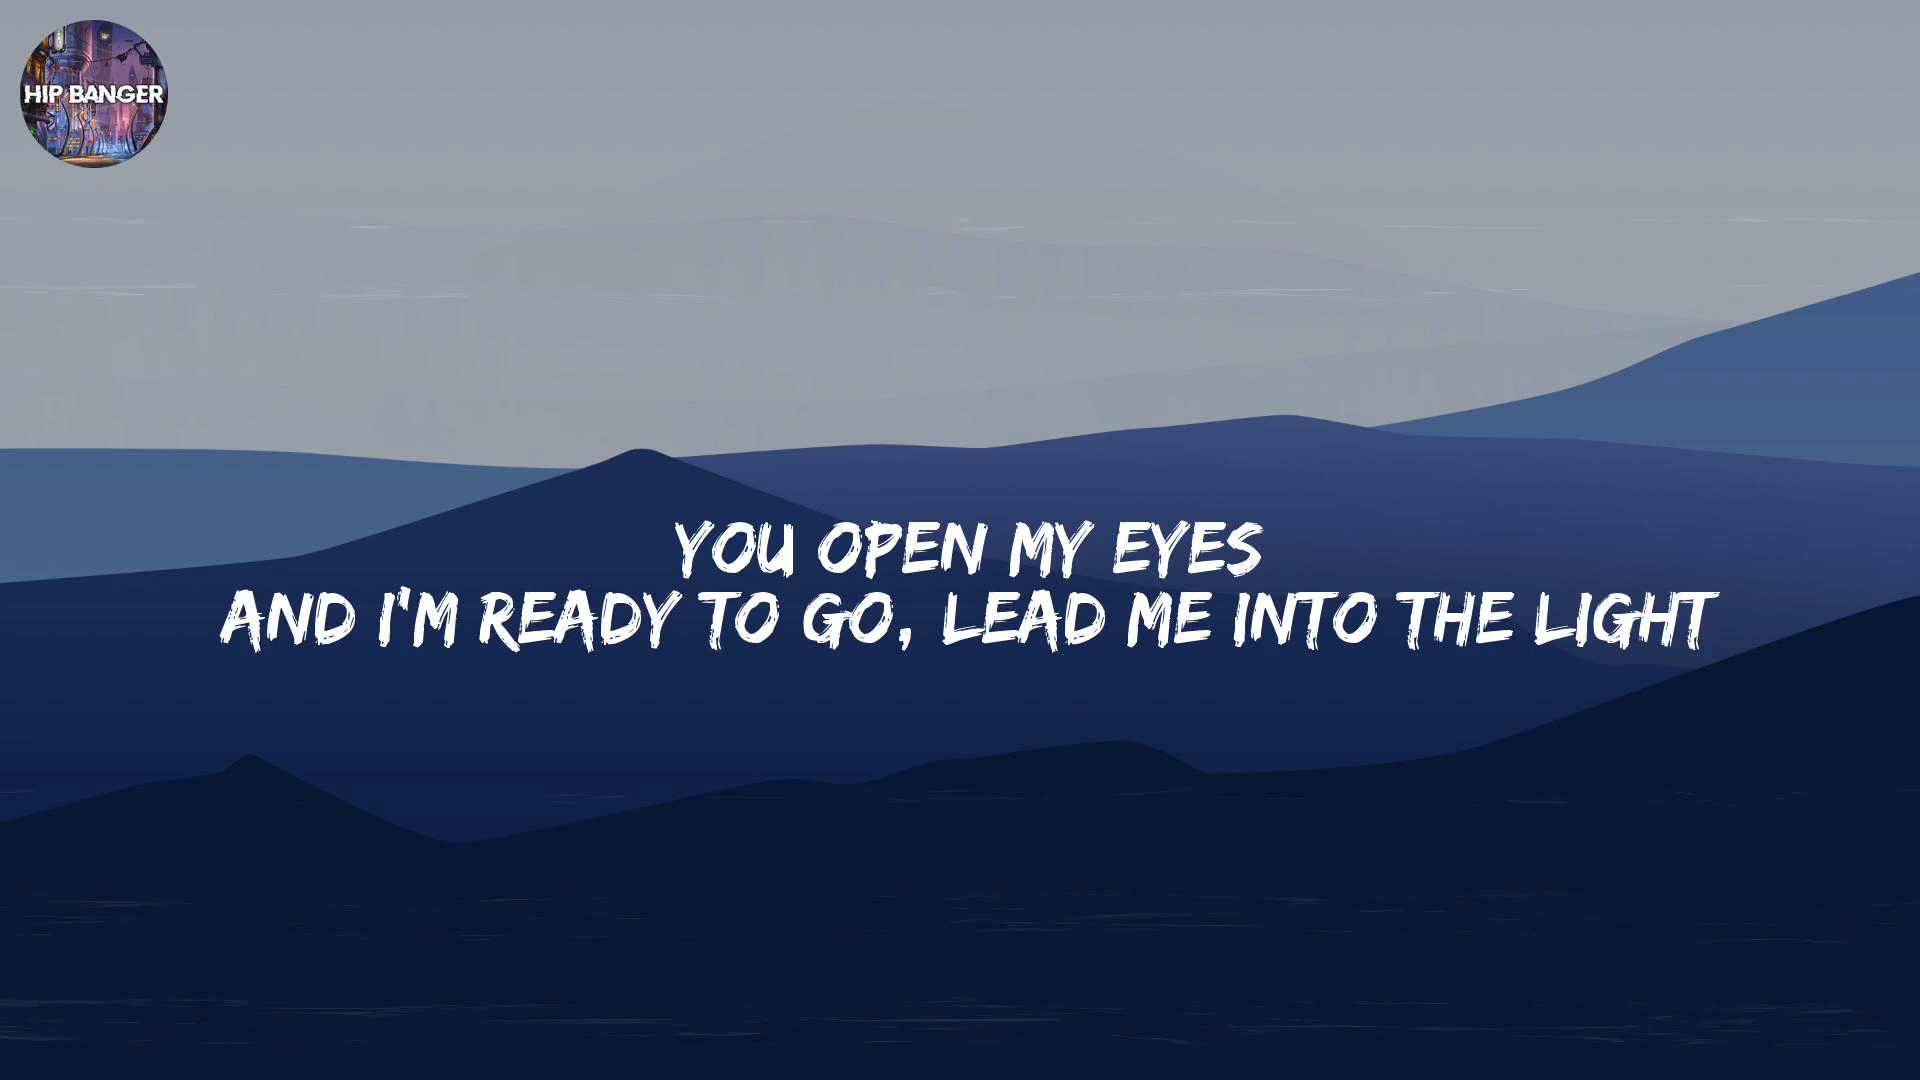 HIP BANGER
YOU OPEN MY EYES
AND I'M READY TO GO, LEAD ME INTO THE LIGHT